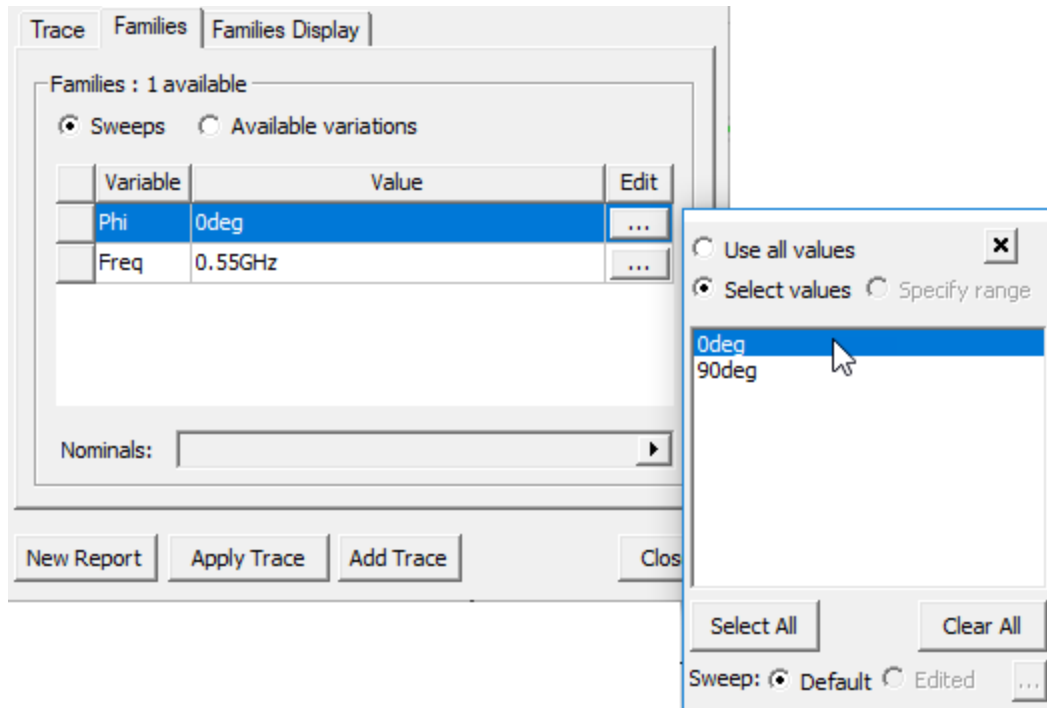 Trace Families Families Display
Families : 1 available
Sweeps Available variations
Variable Value Edit
Phi 0deg ...
Freq 0.55GHz ...
Nominals:
New Report Apply Trace Add Trace Clos
Use all values
Select values Specify range
0deg
90deg
Select All Clear All
Sweep: Default Edited ...